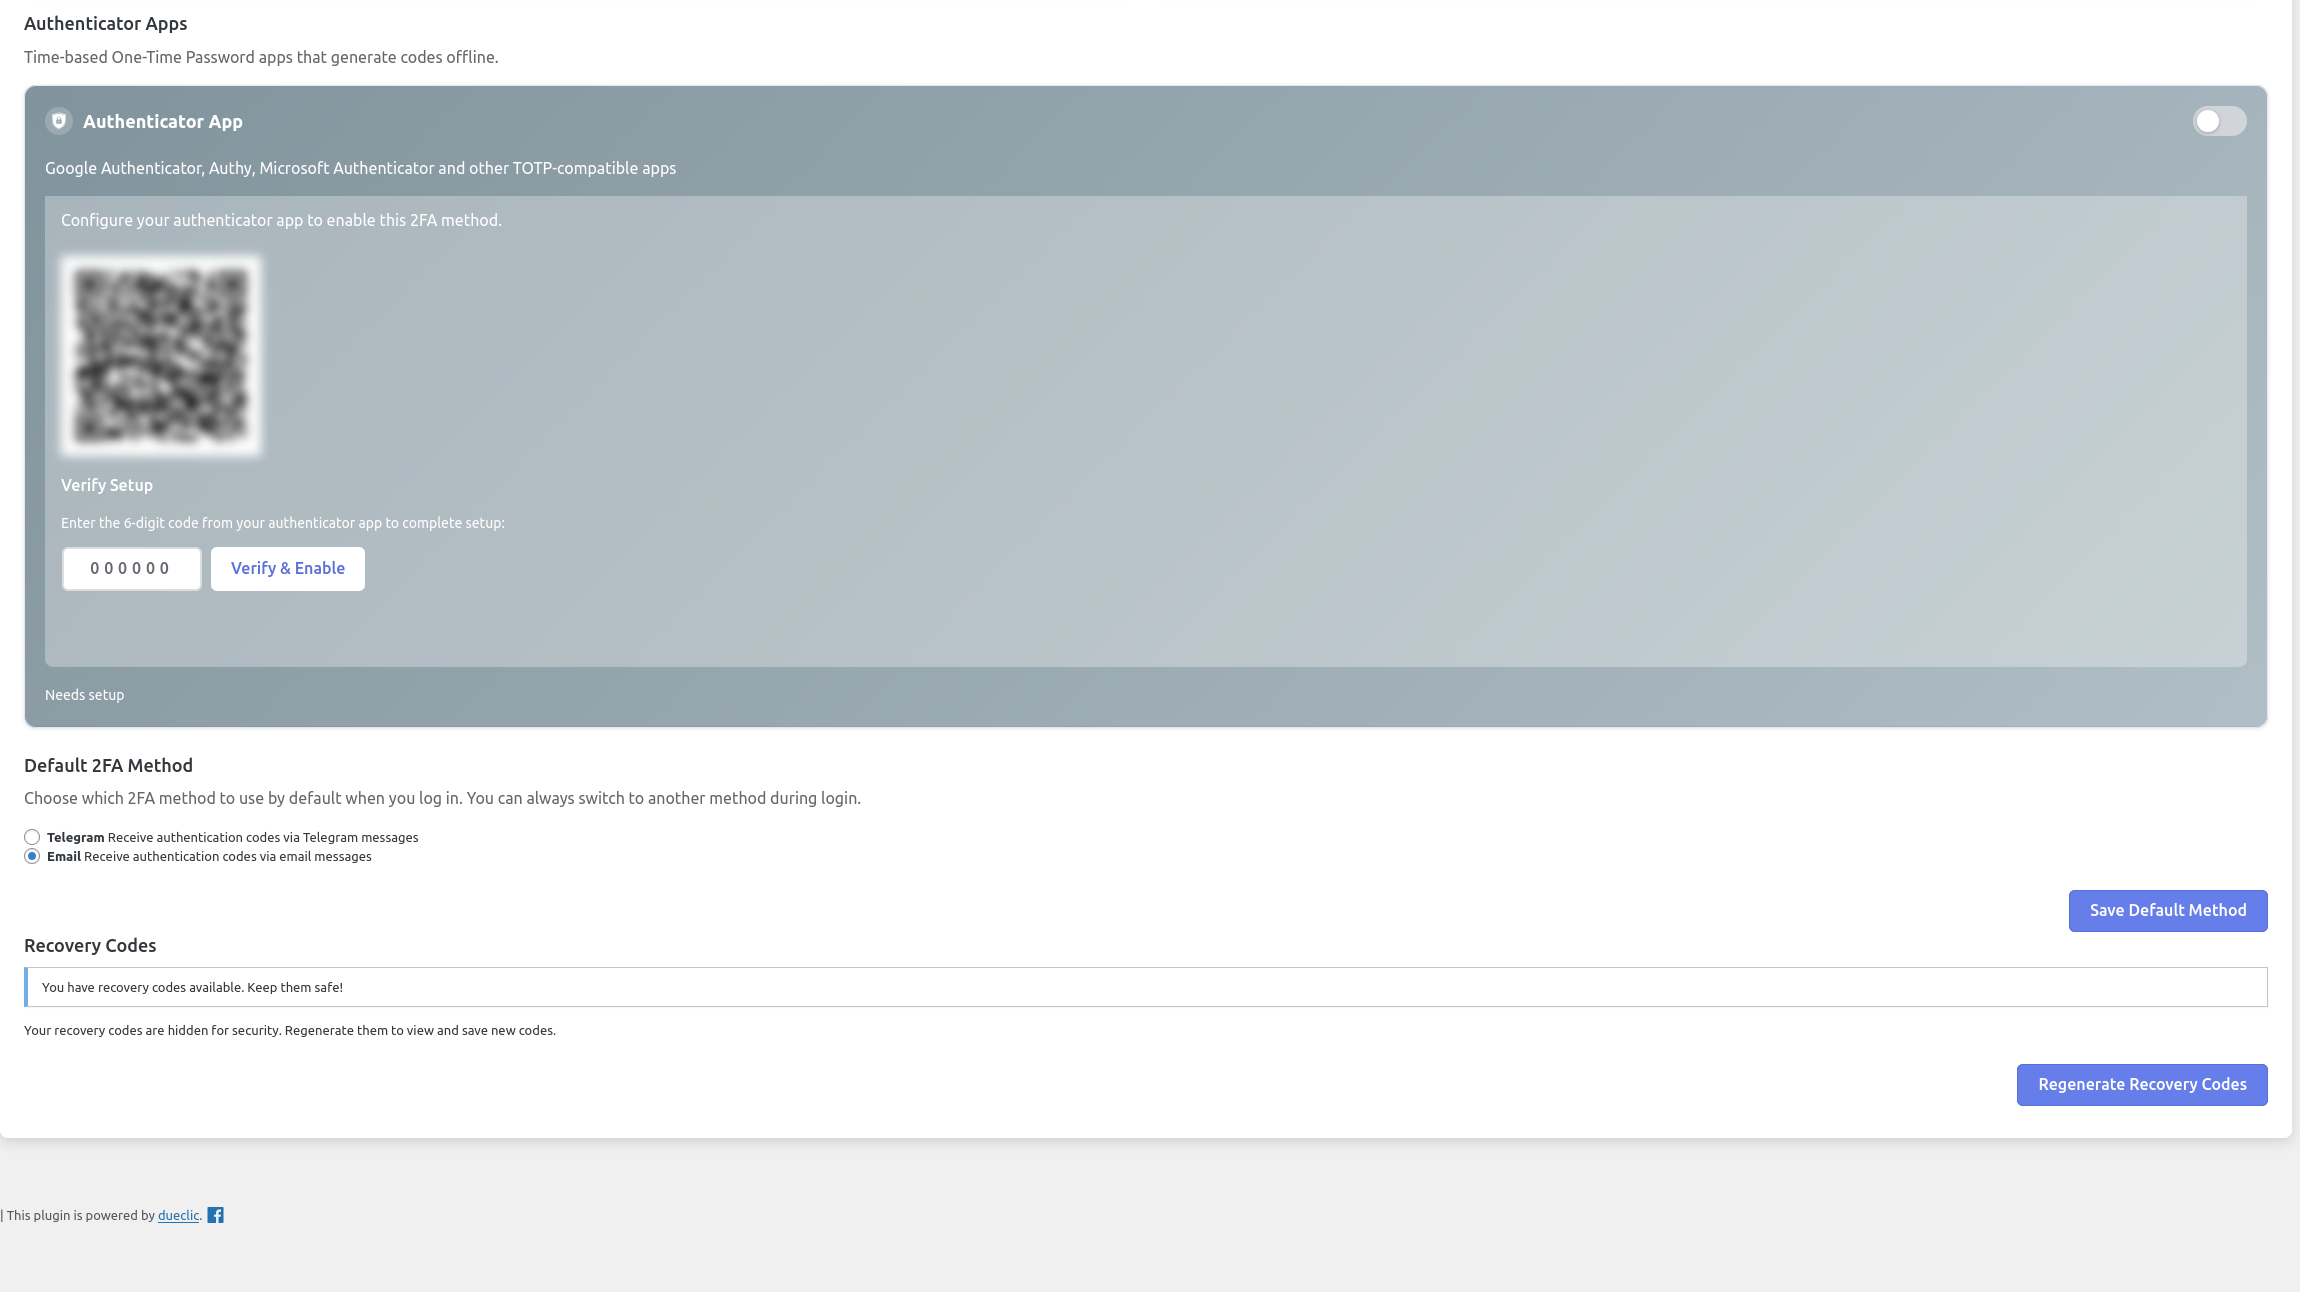 Authenticator Apps
Time-based One-Time Password apps that generate codes offline.
Authenticator App
Google Authenticator, Authy, Microsoft Authenticator and other TOTP-compatible apps
Configure your authenticator app to enable this 2FA method.
Verify Setup
Enter the 6-digit code from your authenticator app to complete setup:
000000
Verify & Enable
Needs setup
Default 2FA Method
Choose which 2FA method to use by default when you log in. You can always switch to another method during login.
Telegram Receive authentication codes via Telegram messages
Email Receive authentication codes via email messages
Save Default Method
Recovery Codes
You have recovery codes available. Keep them safe!
Your recovery codes are hidden for security. Regenerate them to view and save new codes.
Regenerate Recovery Codes
| This plugin is powered by dueclic.